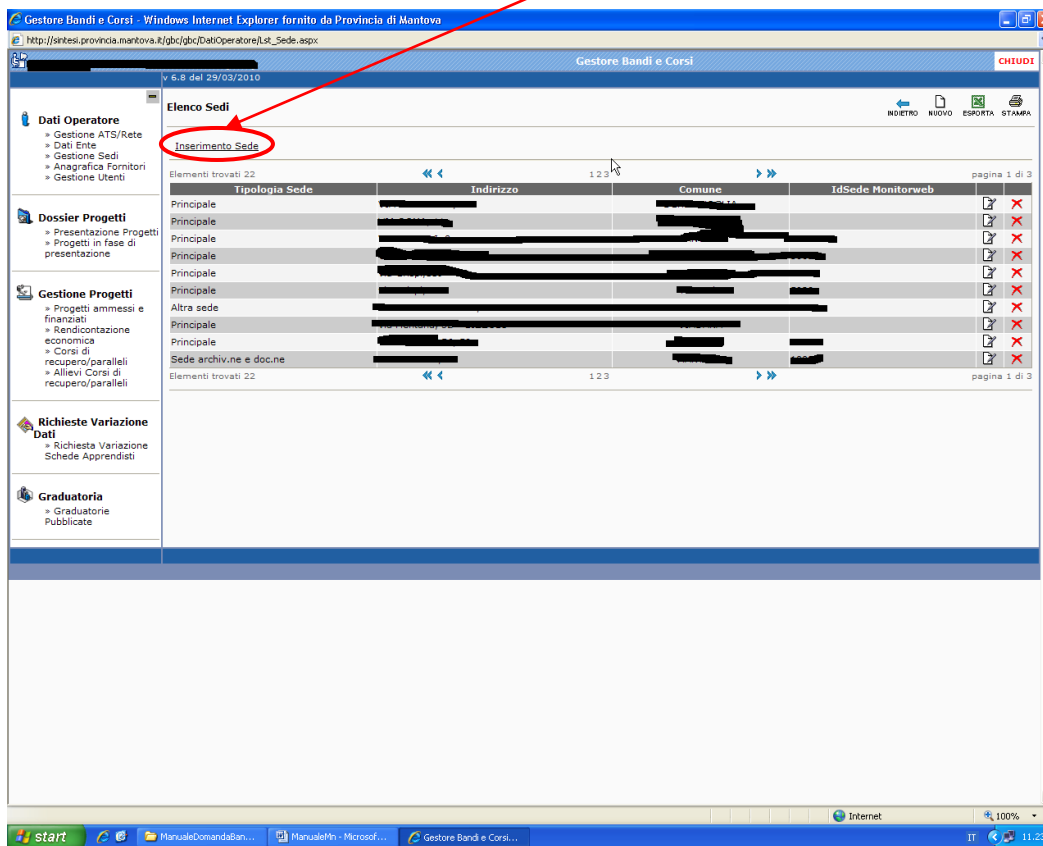 Gestore Bandi e Corsi - Windows Internet Explorer fornito da Provincia di Mantova
http://sintesi.provincia.mantova.it/gbc/gbc/DatiOperatore/Lst_Sede.aspx
Gestore Bandi e Corsi
CHIUDI
v 6.8 del 29/03/2010
Dati Operatore
» Gestione ATS/Rete
» Dati Ente
» Gestione Sedi
» Anagrafica Fornitori
» Gestione Utenti
Dossier Progetti
» Presentazione Progetti
» Progetti in fase di
presentazione
Gestione Progetti
» Progetti ammessi e
finanziati
» Rendicontazione
economica
» Corsi di
recupero/paralleli
» Allievi Corsi di
recupero/paralleli
Richieste Variazione
Dati
» Richiesta Variazione
Schede Apprendisti
Graduatoria
» Graduatorie
Pubblicate
Elenco Sedi
INDIETRO NUOVO ESPORTA STAMPA
Inserimento Sede
Elementi trovati 22 1 2 3 pagina 1 di 3
Tipologia Sede Indirizzo Comune IdSede Monitorweb
Principale
Principale
Principale
Principale
Principale
Principale
Altra sede
Principale
Principale
Sede archiv.ne e doc.ne
Elementi trovati 22 1 2 3 pagina 1 di 3
Internet 100%
start ManualeDomandaBan... ManualeMn - Microsof... Gestore Bandi e Corsi... IT 11.23